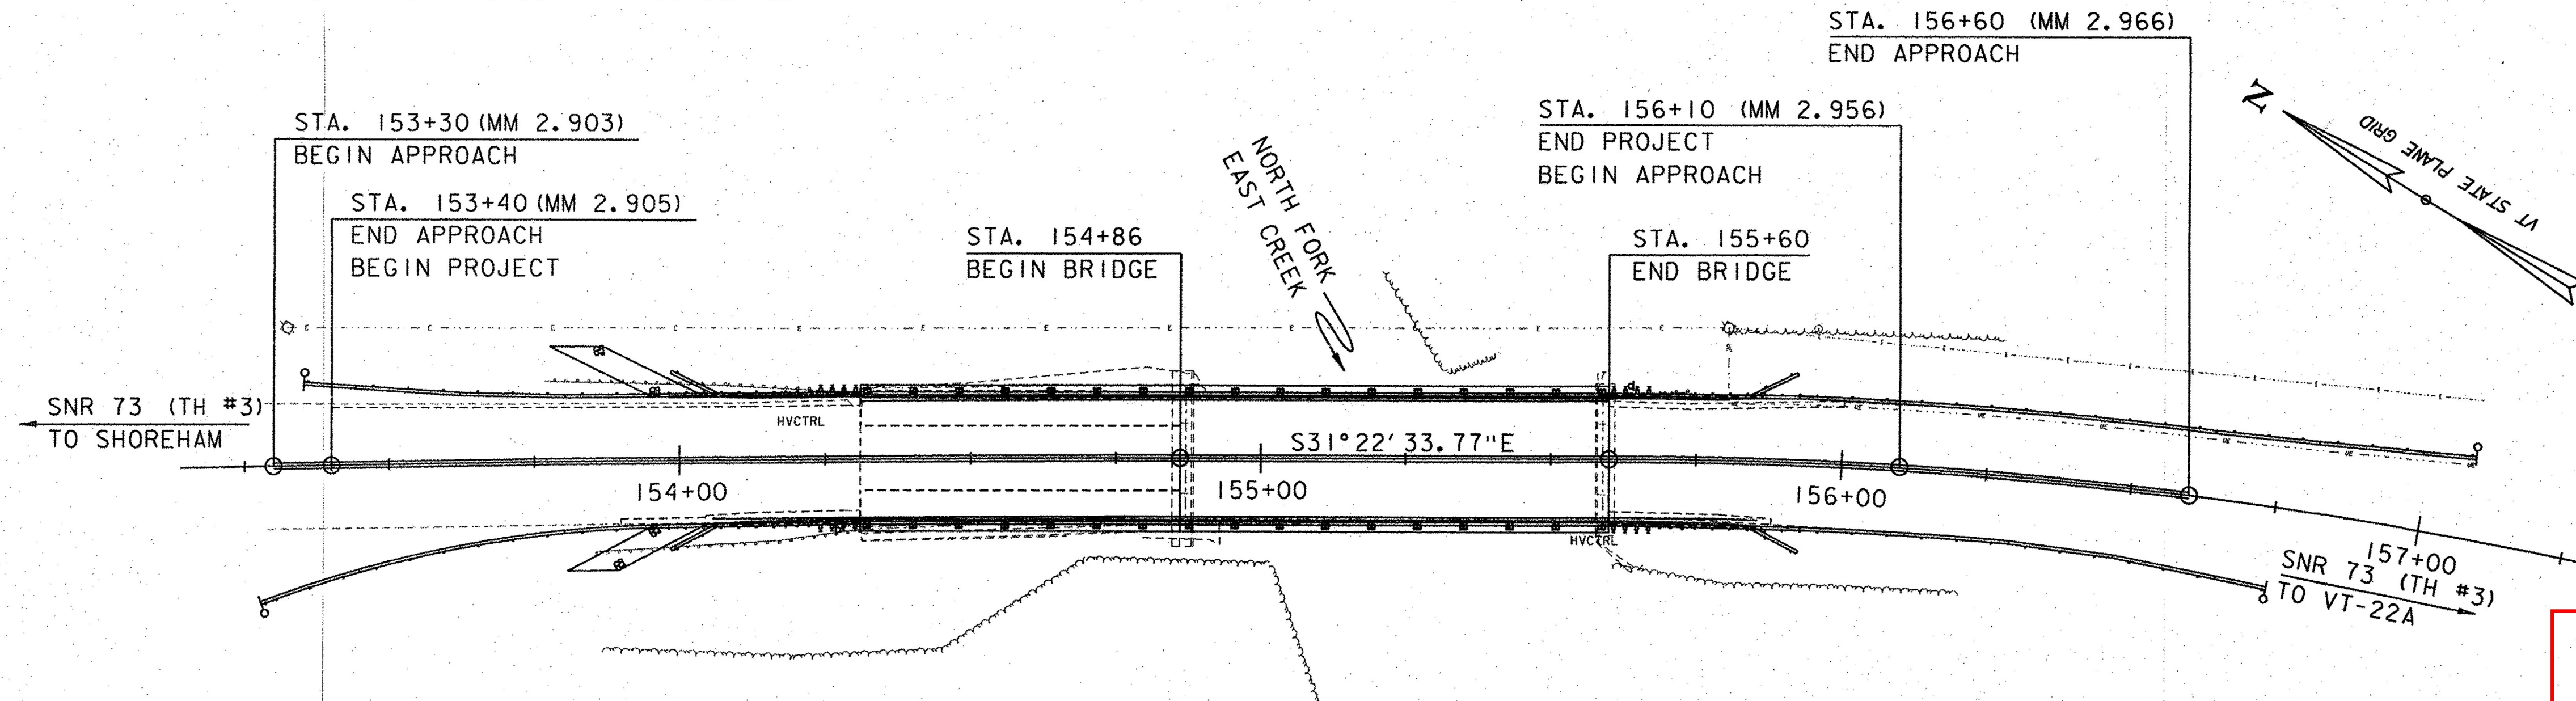 STA. 156+60 (MM 2.966)
END APPROACH
STA. 153+30 (MM 2.903)
BEGIN APPROACH
STA. 156+10 (MM 2.956)
END PROJECT
BEGIN APPROACH
N
VT STATE PLANE GRID
STA. 153+40 (MM 2.905)
END APPROACH
BEGIN PROJECT
STA. 154+86
BEGIN BRIDGE
NORTH FORK
EAST CREEK
STA. 155+60
END BRIDGE
SNR 73 (TH #3)
TO SHOREHAM
HVCTRL
S31°22'33.77"E
154+00
155+00
156+00
HVCTRL
157+00
SNR 73 (TH #3)
TO VT-22A